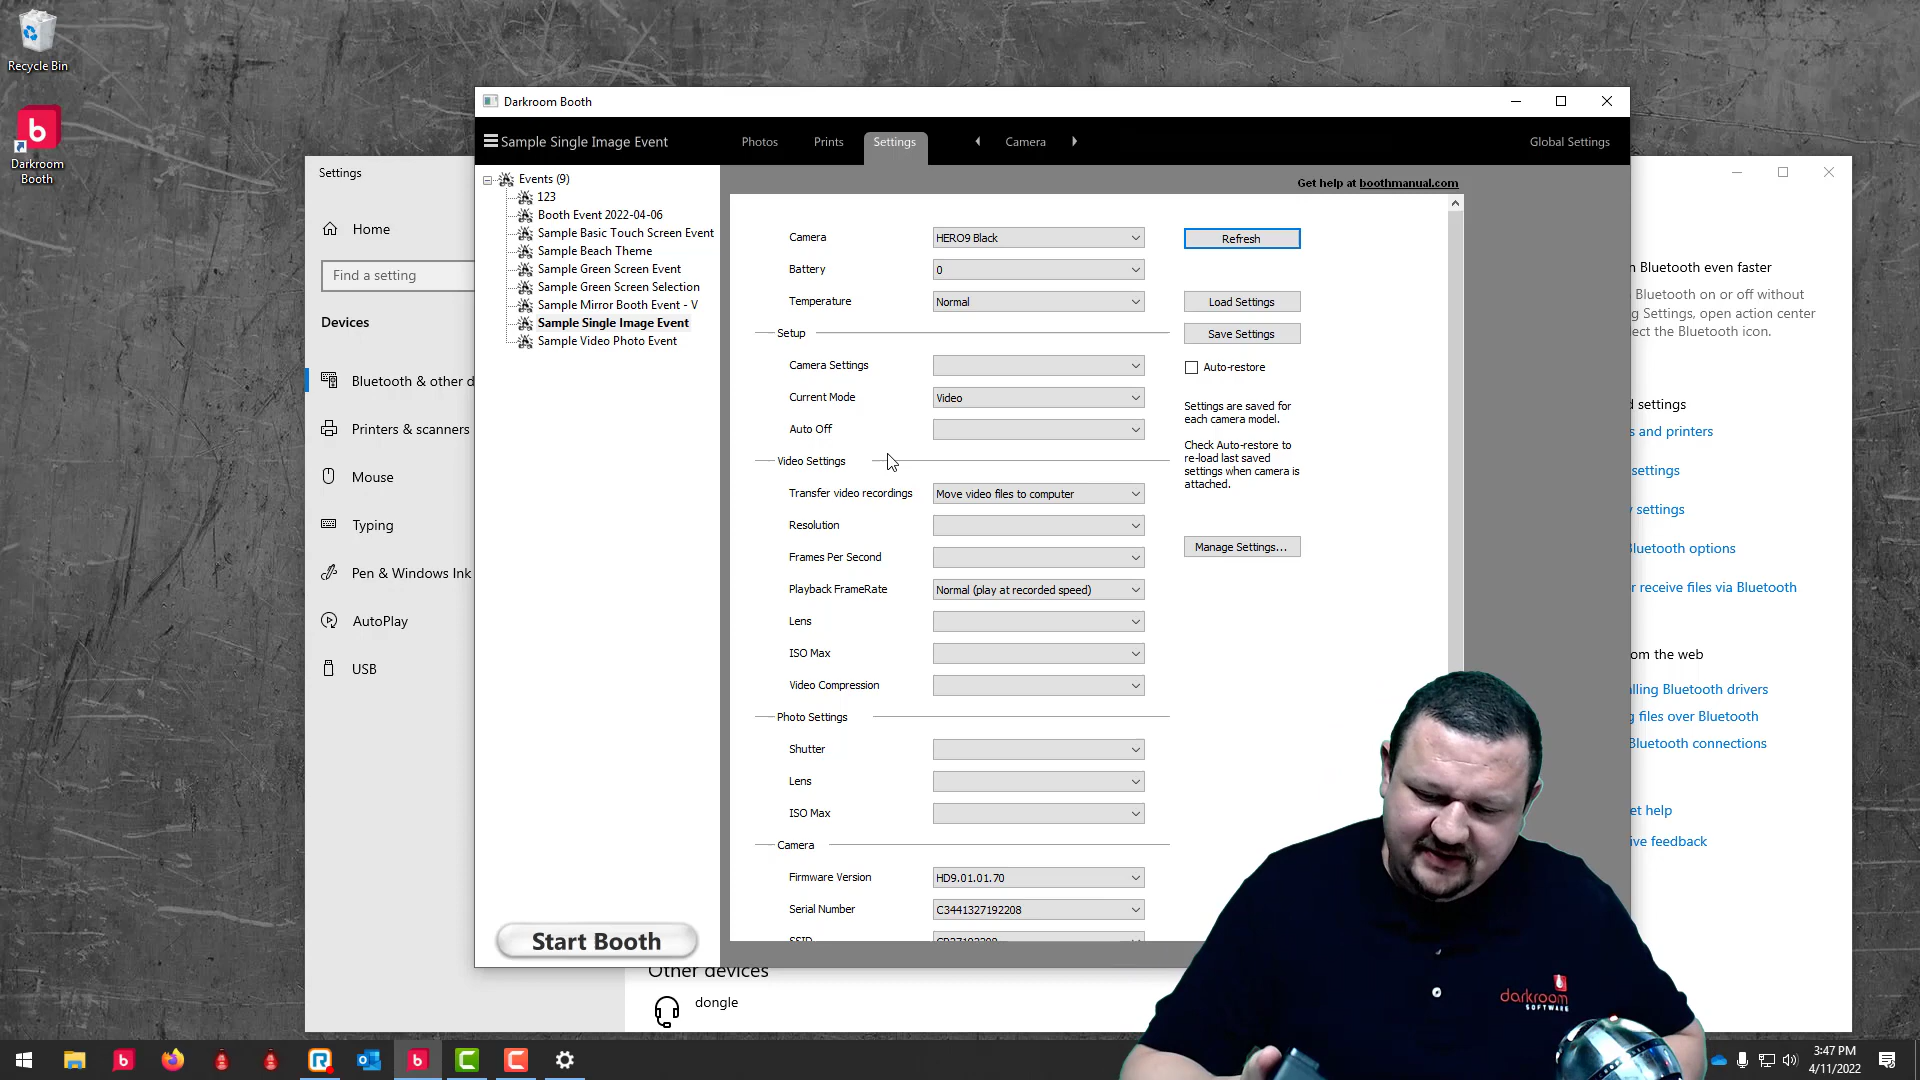 Recycle Bin
Darkroom
Booth
Settings
Home
Find a setting
Devices
Bluetooth & other d
Printers & scanners
Mouse
Typing
Pen & Windows Ink
AutoPlay
USB
Darkroom Booth
Sample Single Image Event
Photos
Prints
Settings
Camera
Global Settings
Events (9)
123
Booth Event 2022-04-06
Sample Basic Touch Screen Event
Sample Beach Theme
Sample Green Screen Event
Sample Green Screen Selection
Sample Mirror Booth Event - V
Sample Single Image Event
Sample Video Photo Event
Start Booth
Get help at boothmanual.com
Camera HERO9 Black Refresh
Battery 0
Temperature Normal Load Settings
Setup Save Settings
Camera Settings Auto-restore
Current Mode Video
Auto Off
Settings are saved for
each camera model.
Check Auto-restore to
re-load last saved
settings when camera is
attached.
Video Settings
Transfer video recordings Move video files to computer
Resolution
Frames Per Second Manage Settings...
Playback FrameRate Normal (play at recorded speed)
Lens
ISO Max
Video Compression
Photo Settings
Shutter
Lens
ISO Max
Camera
Firmware Version HD9.01.01.70
Serial Number C3441327192208
SSID
Bluetooth even faster
Bluetooth on or off without
g Settings, open action center
ect the Bluetooth icon.
d settings
s and printers
settings
y settings
Bluetooth options
r receive files via Bluetooth
om the web
lling Bluetooth drivers
g files over Bluetooth
Bluetooth connections
et help
ive feedback
Other devices
dongle
darkroom
SOFTWARE
3:47 PM
4/11/2022